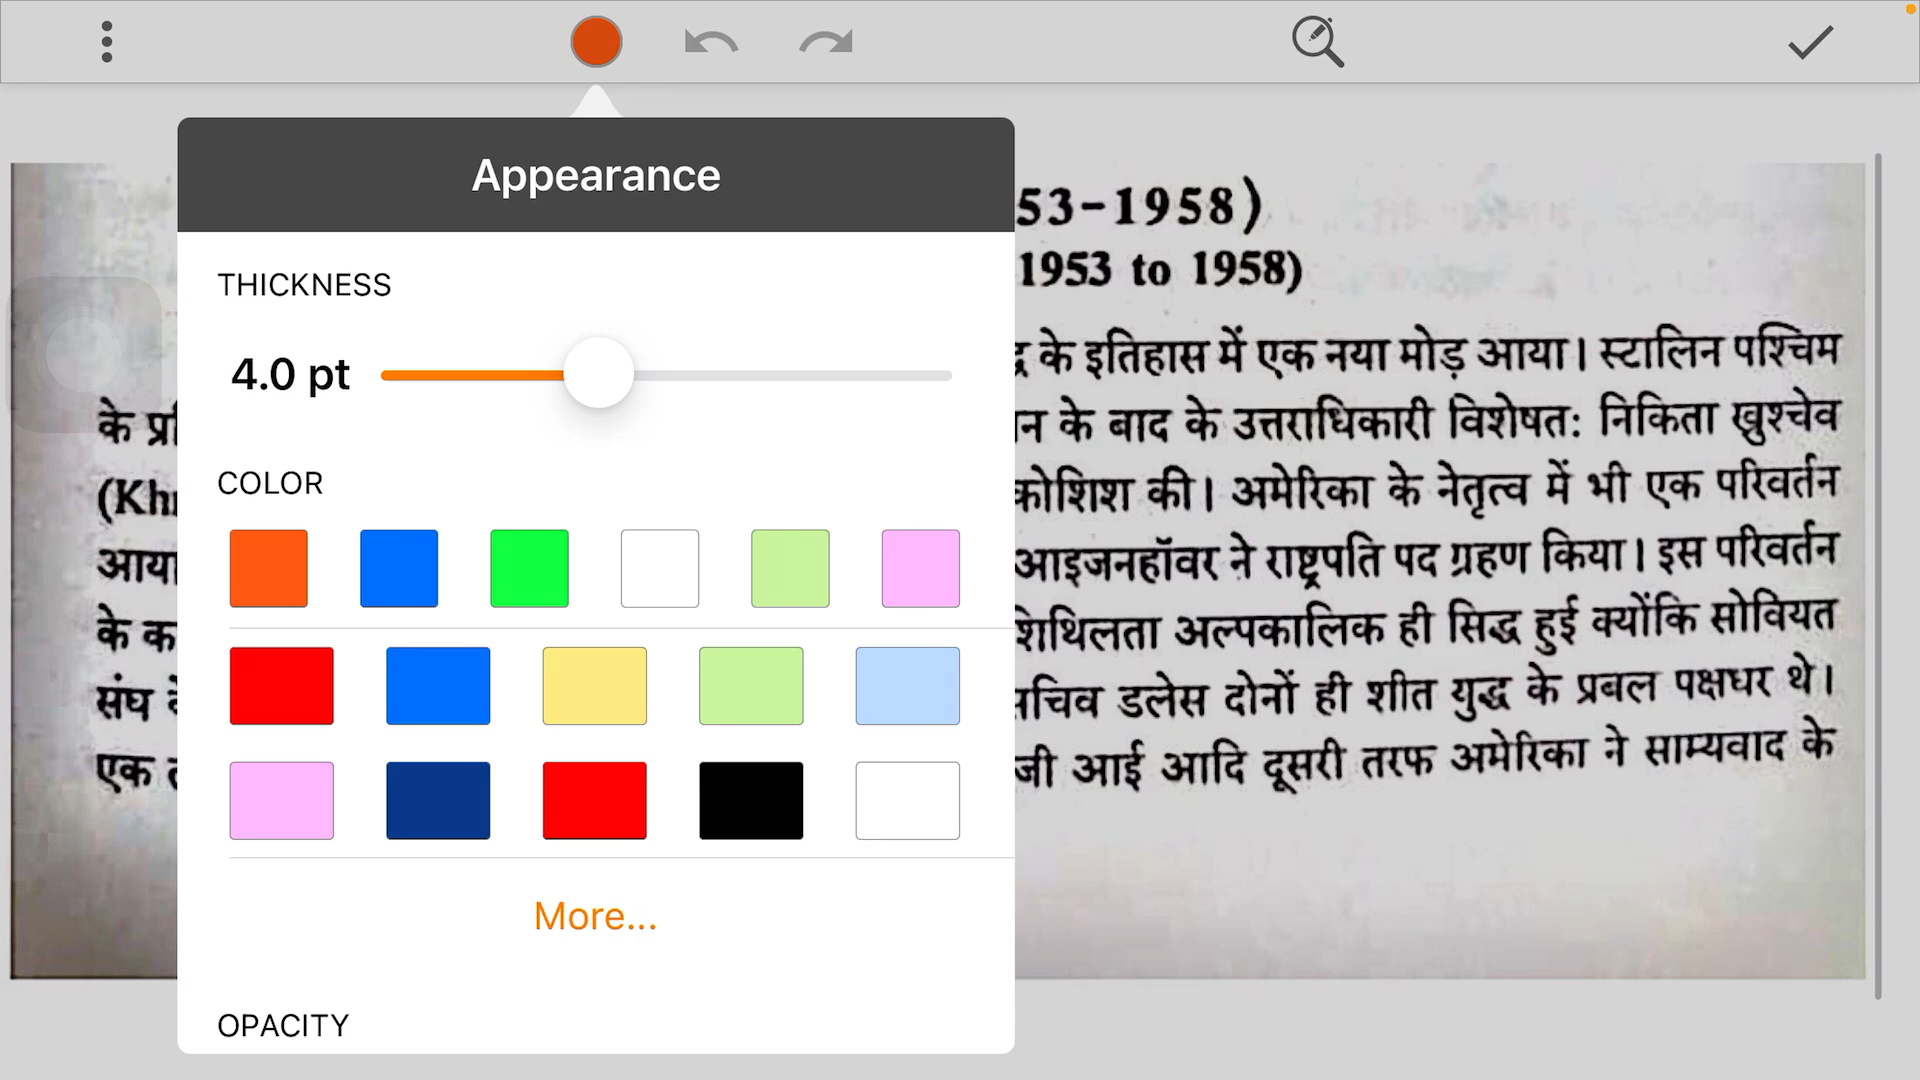 Appearance
THICKNESS
4.0 pt
COLOR
More...
OPACITY
53-1958)
1953 to 1958)
के इतिहास में एक नया मोड़ आया। स्टालिन पश्चिम
के प्र
न के बाद के उत्तराधिकारी विशेषत: निकिता ख्रुश्चेव
(Kh
कोशिश की। अमेरिका के नेतृत्व में भी एक परिवर्तन
आया
आइजनहॉवर ने राष्ट्रपति पद ग्रहण किया। इस परिवर्तन
के क
शिथिलता अल्पकालिक ही सिद्ध हुई क्योंकि सोवियत
संघ
सचिव डलेस दोनों ही शीत युद्ध के प्रबल पक्षधर थे।
एक
जी आई आदि दूसरी तरफ अमेरिका ने साम्यवाद के